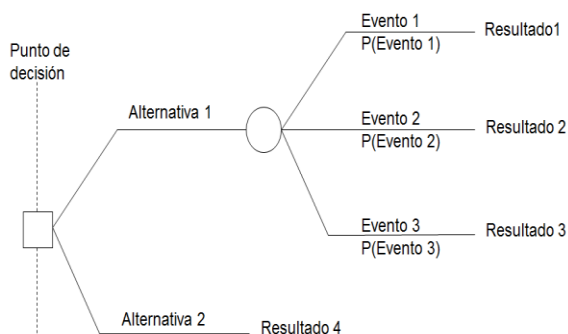 Punto de
decisión
Alternativa 1
Evento 1
P(Evento 1)
Resultado1
Evento 2
P(Evento 2)
Resultado 2
Evento 3
P(Evento 3)
Resultado 3
Alternativa 2
Resultado 4